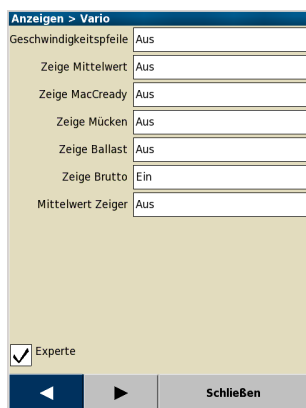 Anzeigen > Vario
Geschwindigkeitspfeile Aus
Zeige Mittelwert Aus
Zeige MacCready Aus
Zeige Mücken Aus
Zeige Ballast Aus
Zeige Brutto Ein
Mittelwert Zeiger Aus
Experte
Schließen